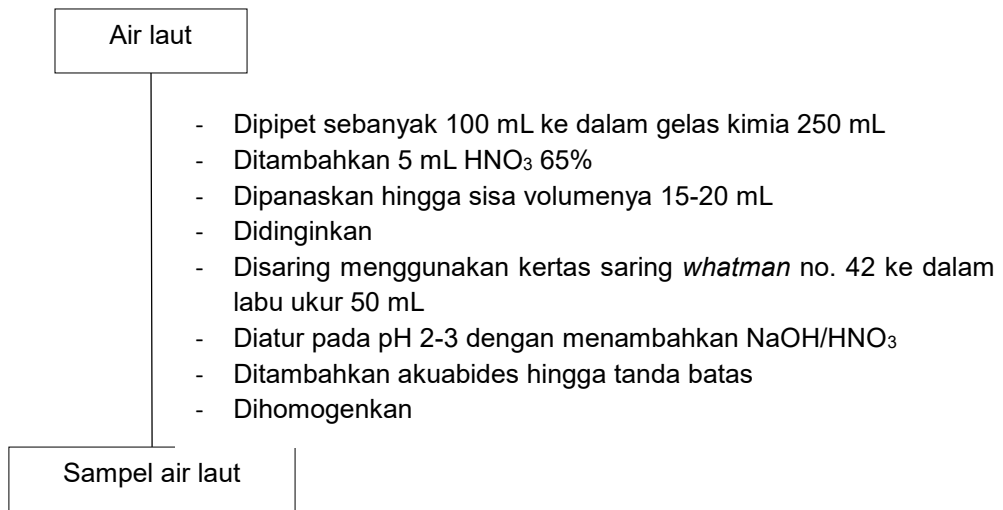 Air laut
- Dipipet sebanyak 100 mL ke dalam gelas kimia 250 mL
- Ditambahkan 5 mL HNO₃ 65%
- Dipanaskan hingga sisa volumenya 15-20 mL
- Didinginkan
- Disaring menggunakan kertas saring whatman no. 42 ke dalam
labu ukur 50 mL
- Diatur pada pH 2-3 dengan menambahkan NaOH/HNO₃
- Ditambahkan akuabides hingga tanda batas
- Dihomogenkan
Sampel air laut